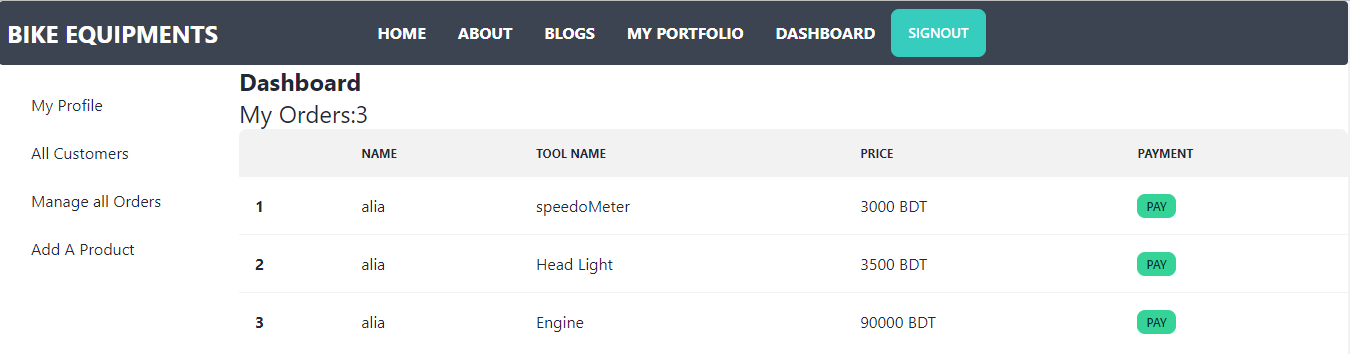 BIKE EQUIPMENTS HOME ABOUT BLOGS MY PORTFOLIO DASHBOARD SIGNOUT
My Profile
All Customers
Manage all Orders
Add A Product
Dashboard
My Orders:3
NAME TOOL NAME PRICE PAYMENT
1 alia speedoMeter 3000 BDT PAY
2 alia Head Light 3500 BDT PAY
3 alia Engine 90000 BDT PAY